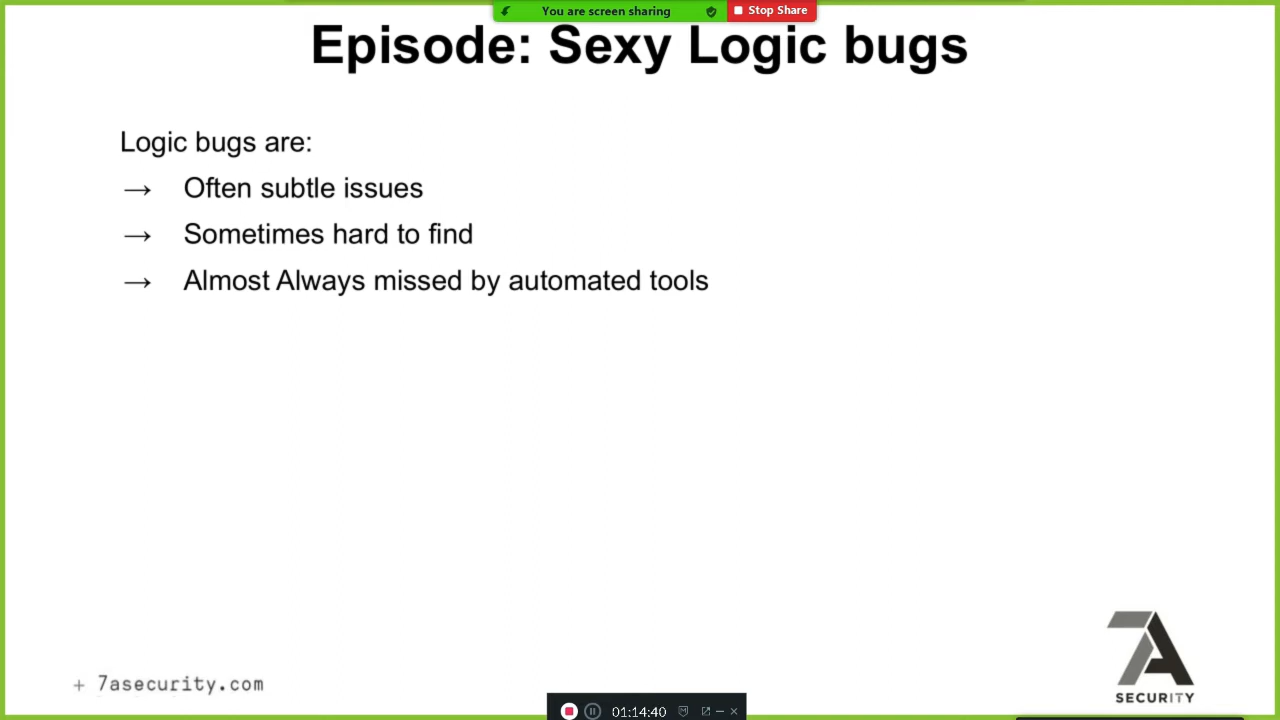 You are screen sharing
Stop Share
Episode: Sexy Logic bugs
Logic bugs are:
→ Often subtle issues
→ Sometimes hard to find
→ Almost Always missed by automated tools
+ 7asecurity.com
7A
SECURITY
01:14:40